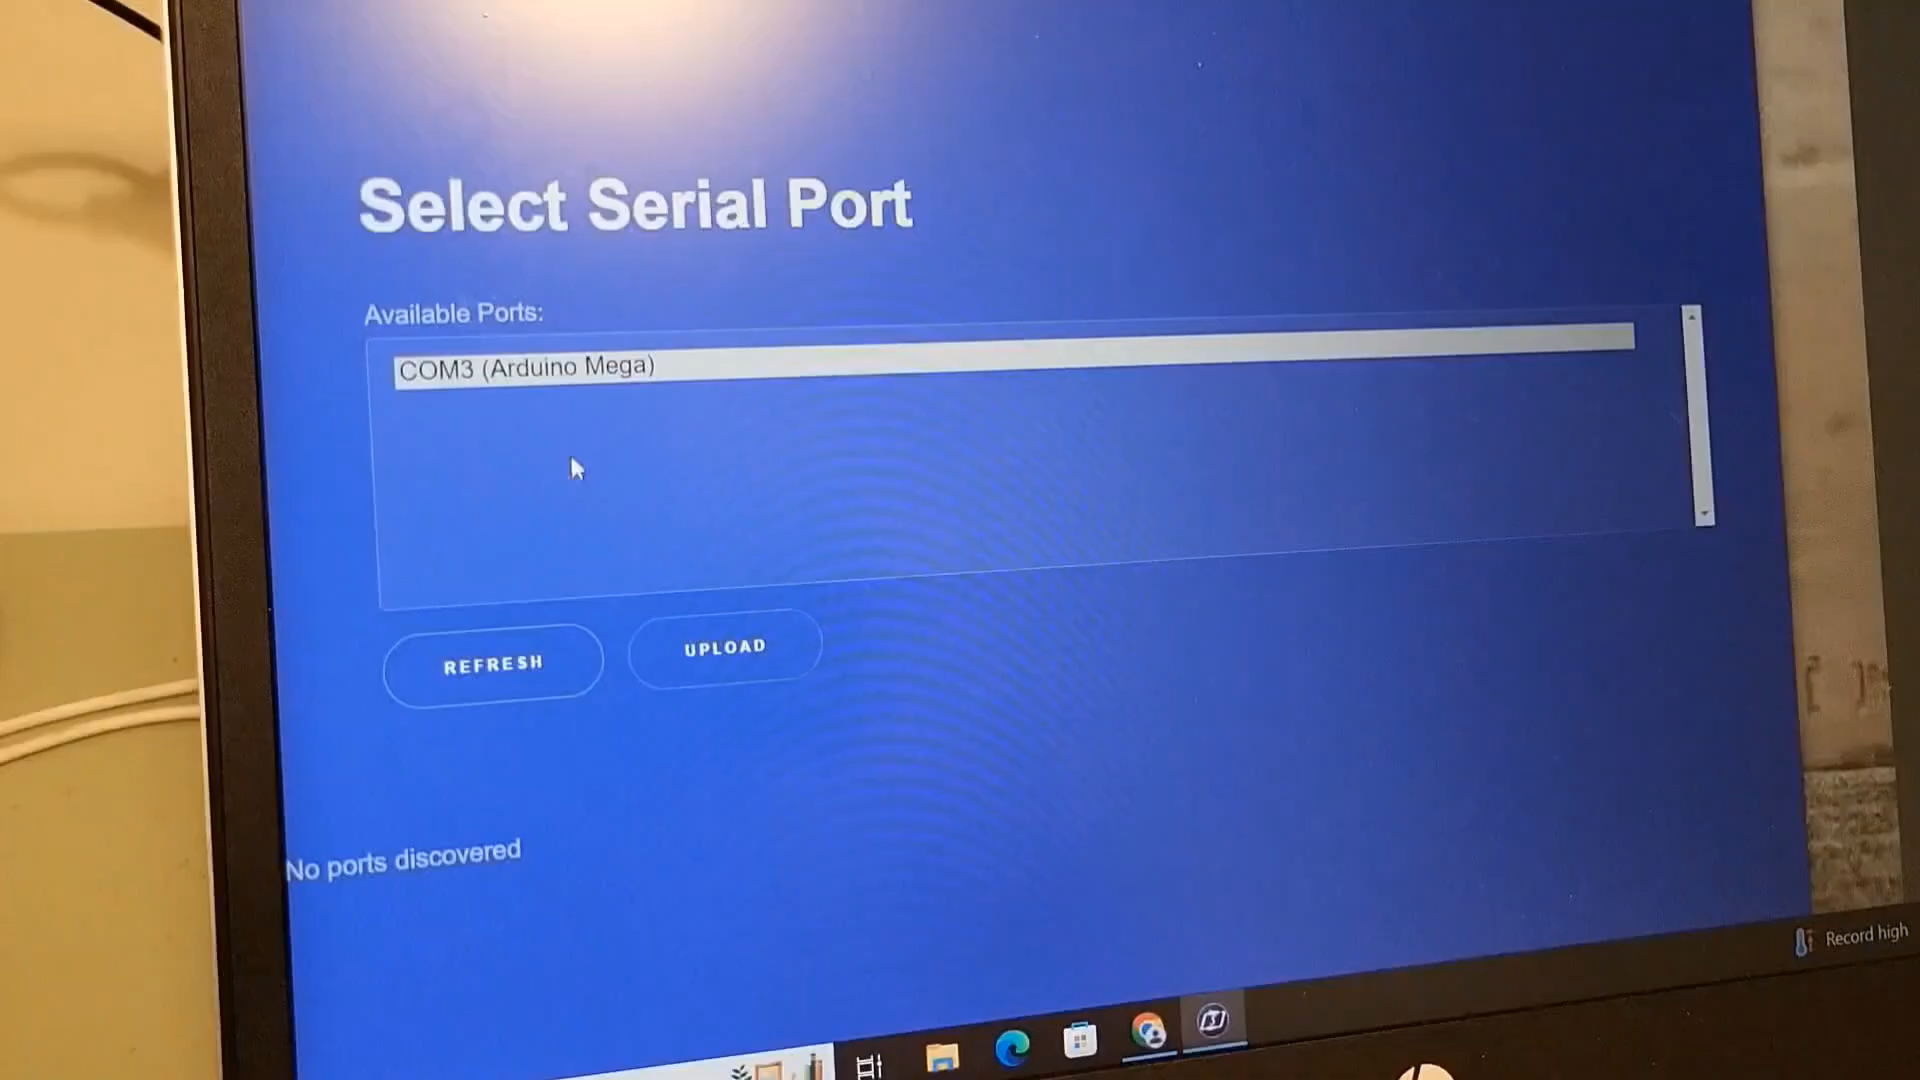 Select Serial Port
Available Ports:
COM3 (Arduino Mega)
REFRESH
UPLOAD
No ports discovered
Record high